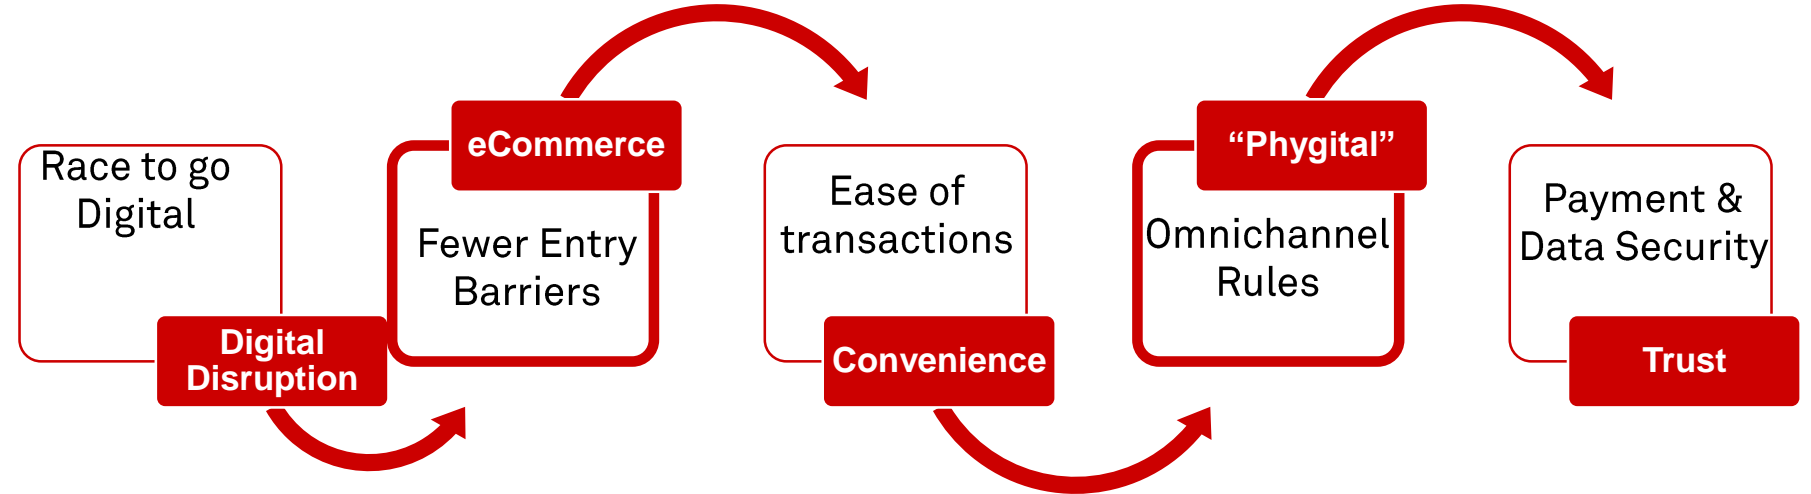 Race to go
Digital
Digital
Disruption
eCommerce
Fewer Entry
Barriers
Ease of
transactions
Convenience
“Phygital”
Omnichannel
Rules
Payment &
Data Security
Trust